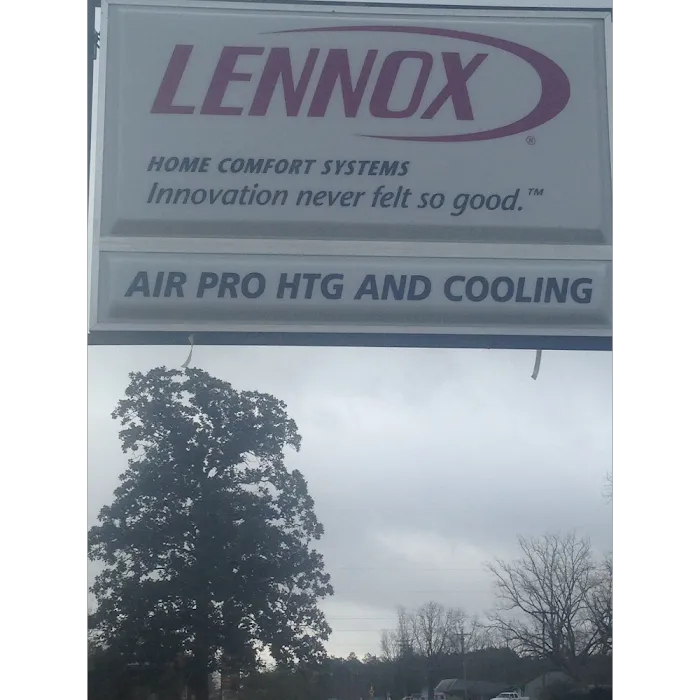 LENNOX ®
HOME COMFORT SYSTEMS
Innovation never felt so good.™
AIR PRO HTG AND COOLING